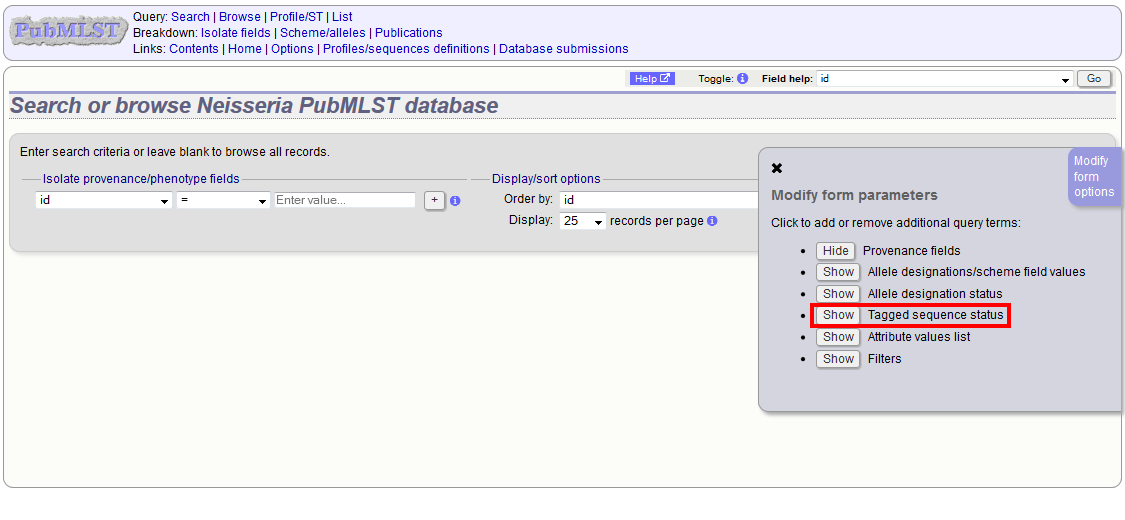 PubMLST
Query: Search | Browse | Profile/ST | List
Breakdown: Isolate fields | Scheme/alleles | Publications
Links: Contents | Home | Options | Profiles/sequences definitions | Database submissions
Help Toggle: i Field help: id Go
Search or browse Neisseria PubMLST database
Enter search criteria or leave blank to browse all records.
Isolate provenance/phenotype fields
id = Enter value... + i
Display/sort options
Order by: id
Display: 25 records per page i
Modify
form
options
Modify form parameters
Click to add or remove additional query terms:
• Hide Provenance fields
• Show Allele designations/scheme field values
• Show Allele designation status
• Show Tagged sequence status
• Show Attribute values list
• Show Filters